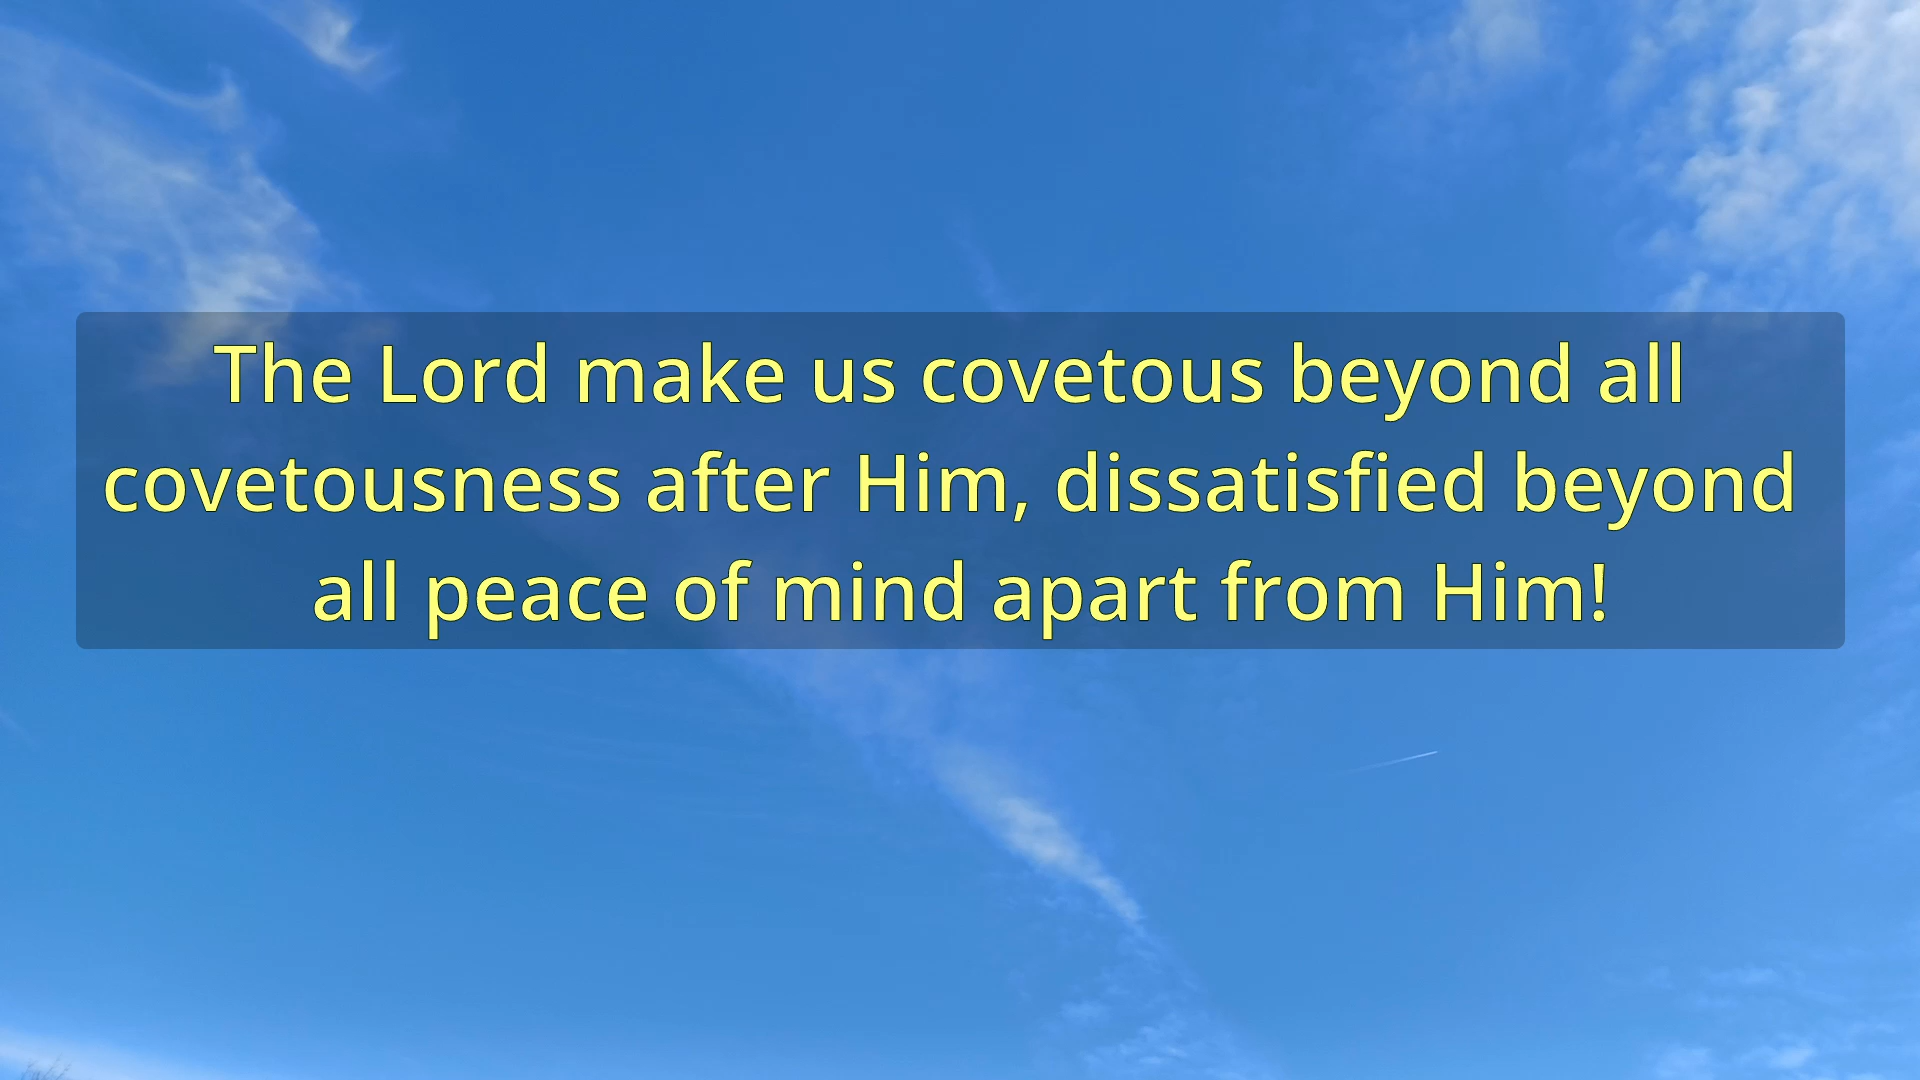 The Lord make us covetous beyond all
covetousness after Him, dissatisfied beyond
all peace of mind apart from Him!